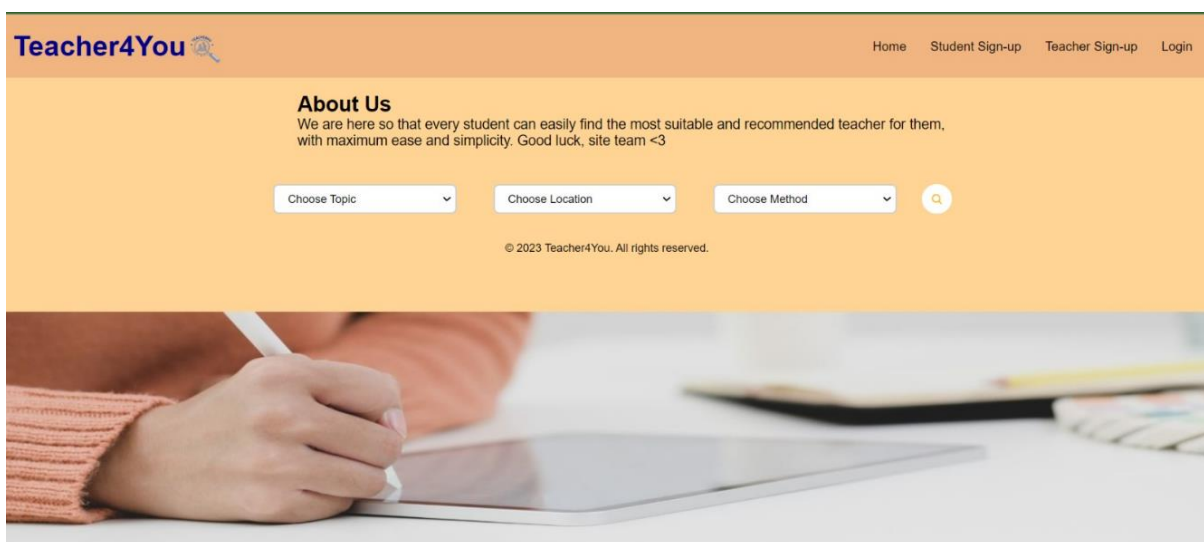 Teacher4You
Home Student Sign-up Teacher Sign-up Login
About Us
We are here so that every student can easily find the most suitable and recommended teacher for them,
with maximum ease and simplicity. Good luck, site team <3
Choose Topic Choose Location Choose Method
© 2023 Teacher4You. All rights reserved.